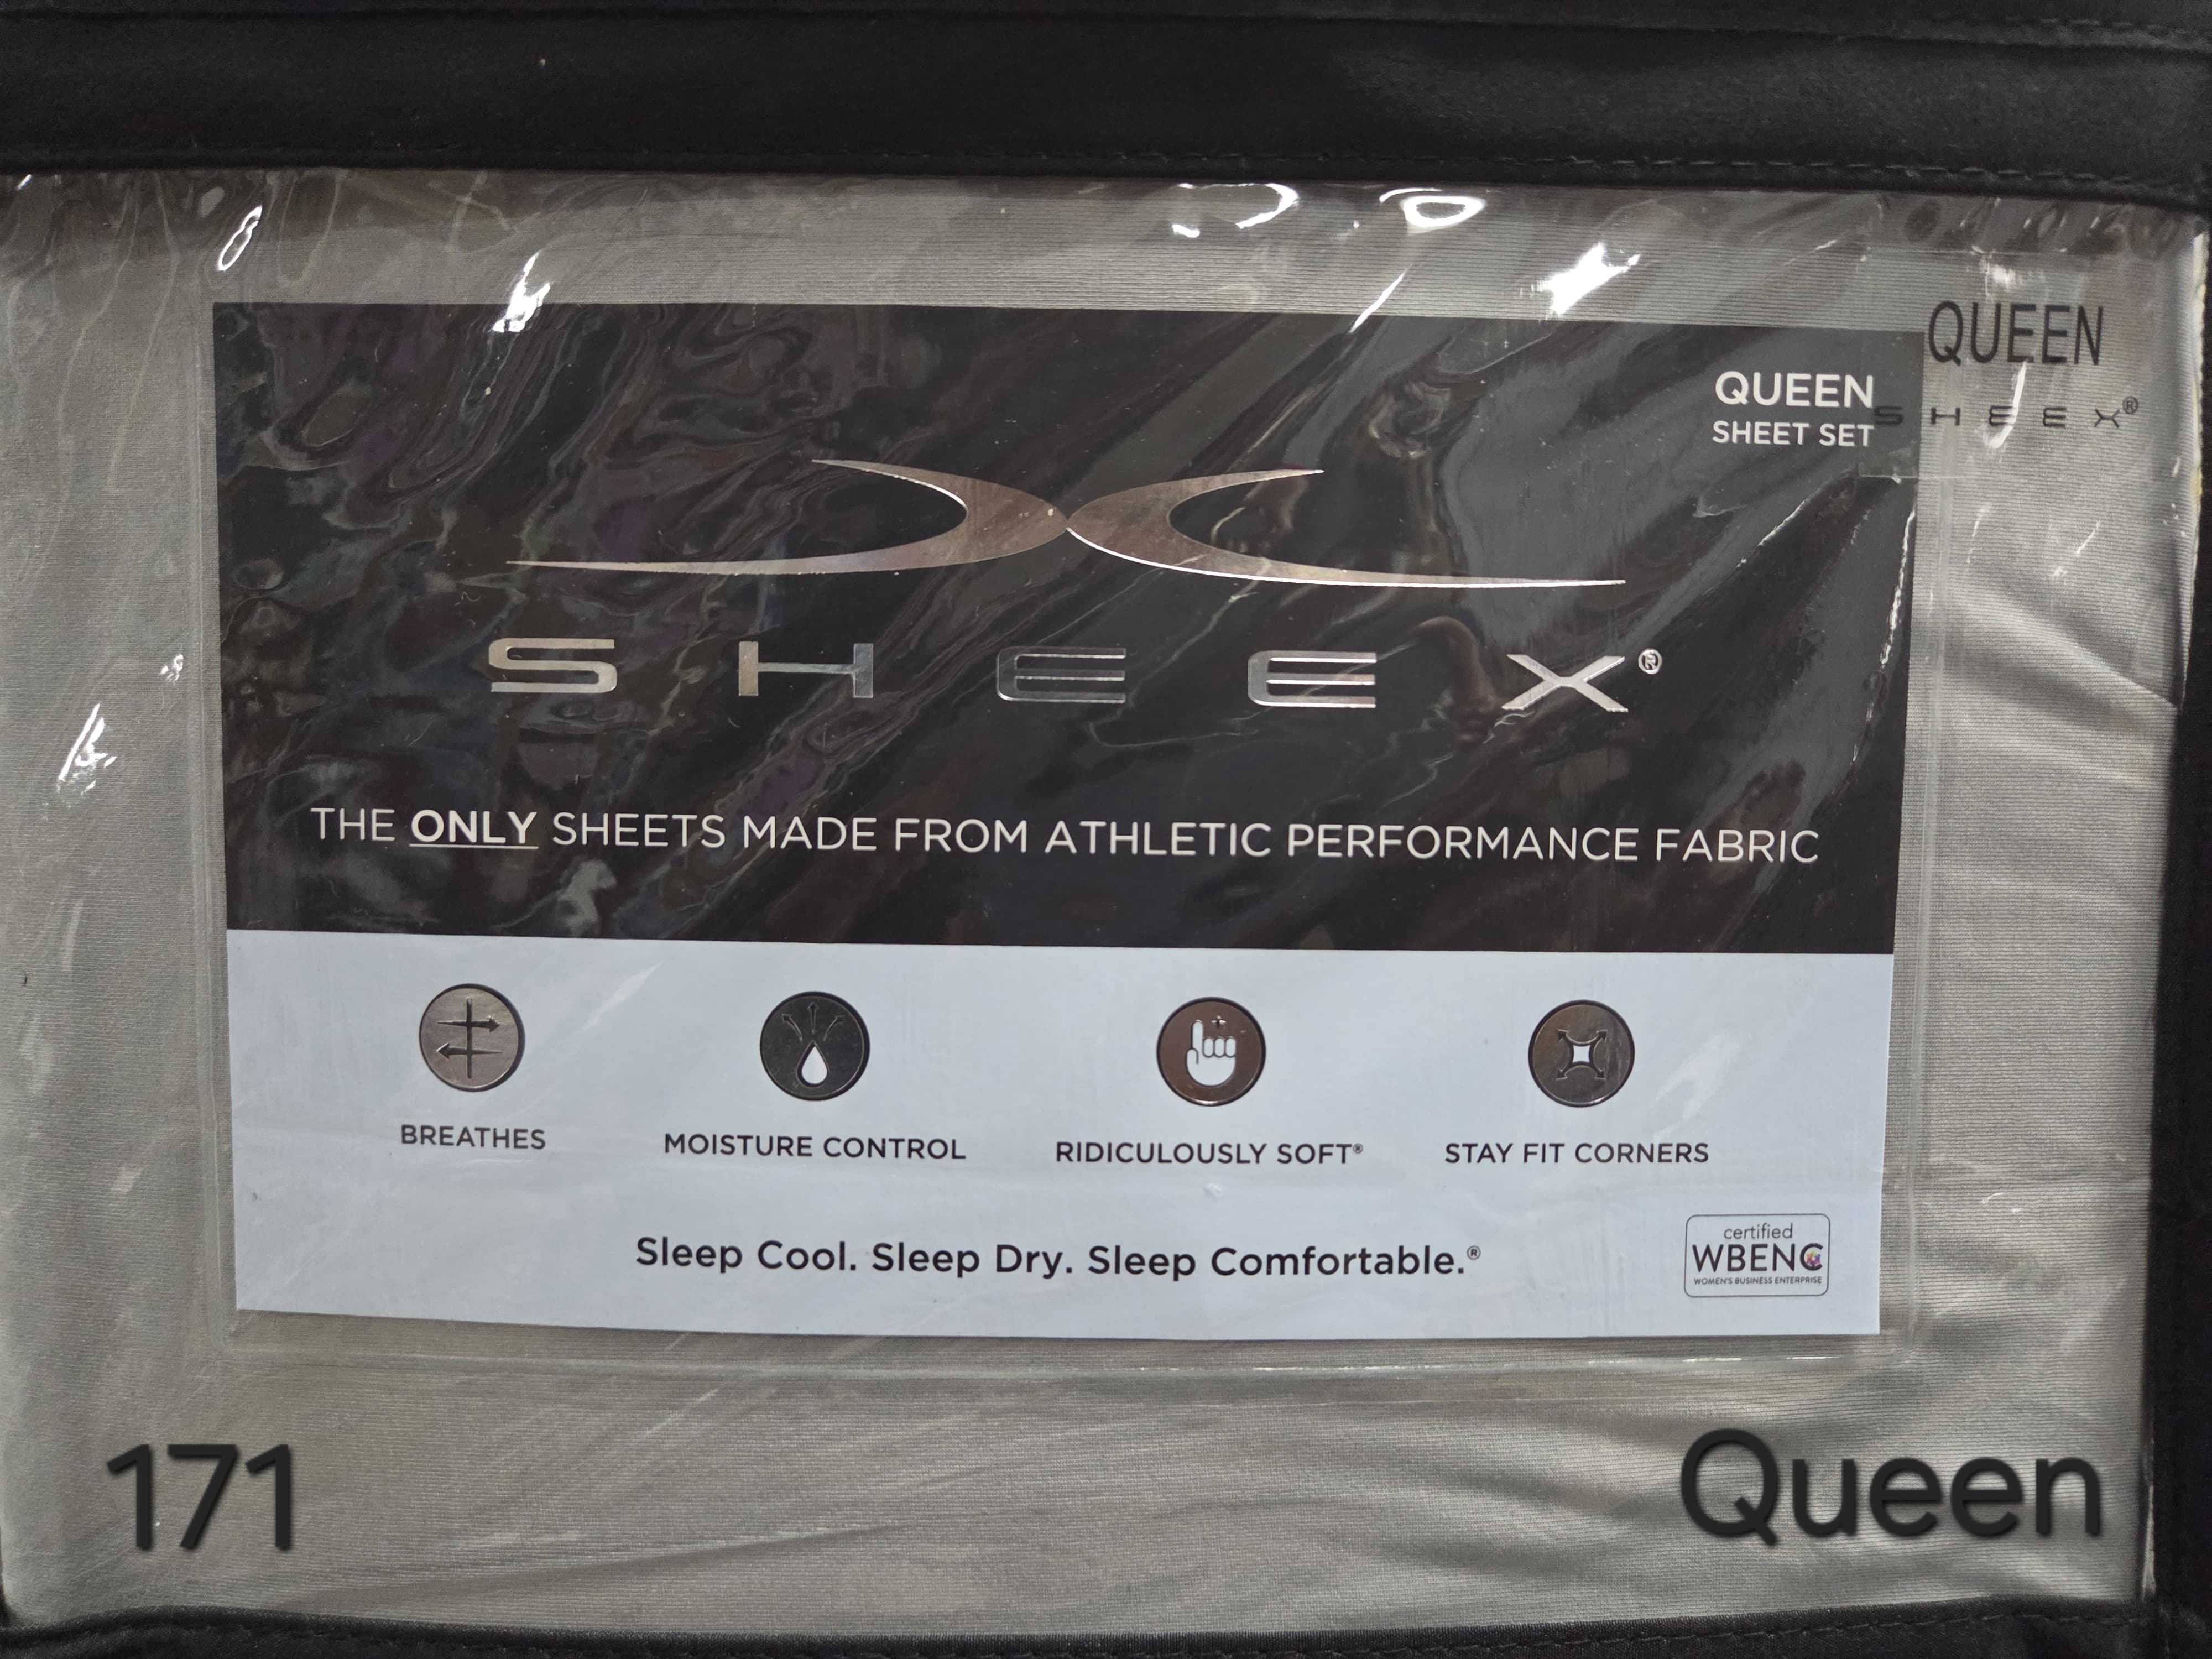 QUEEN
SHEEX®
QUEEN
SHEET SET
SHEEX®
THE ONLY SHEETS MADE FROM ATHLETIC PERFORMANCE FABRIC
BREATHES
MOISTURE CONTROL
RIDICULOUSLY SOFT®
STAY FIT CORNERS
Sleep Cool. Sleep Dry. Sleep Comfortable.®
certified
WBENC
WOMEN'S BUSINESS ENTERPRISE
171
Queen